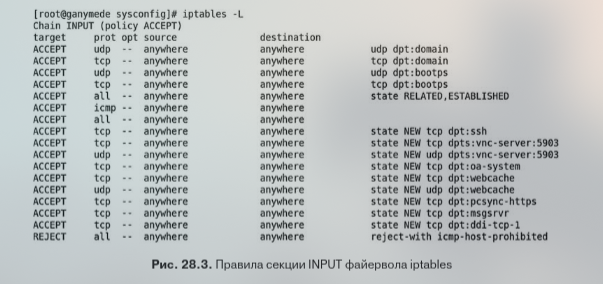 [root@ganymede sysconfig]# iptables -L
Chain INPUT (policy ACCEPT)
target prot opt source destination
ACCEPT udp -- anywhere anywhere udp dpt:domain
ACCEPT tcp -- anywhere anywhere tcp dpt:domain
ACCEPT udp -- anywhere anywhere udp dpt:bootps
ACCEPT tcp -- anywhere anywhere tcp dpt:bootps
ACCEPT all -- anywhere anywhere state RELATED,ESTABLISHED
ACCEPT icmp -- anywhere anywhere
ACCEPT all -- anywhere anywhere
ACCEPT tcp -- anywhere anywhere state NEW tcp dpt:ssh
ACCEPT tcp -- anywhere anywhere state NEW tcp dpts:vnc-server:5903
ACCEPT udp -- anywhere anywhere state NEW udp dpts:vnc-server:5903
ACCEPT tcp -- anywhere anywhere state NEW tcp dpt:oa-system
ACCEPT tcp -- anywhere anywhere state NEW tcp dpt:webcache
ACCEPT udp -- anywhere anywhere state NEW udp dpt:webcache
ACCEPT tcp -- anywhere anywhere state NEW tcp dpt:pcsync-https
ACCEPT tcp -- anywhere anywhere state NEW tcp dpt:msgsrvr
ACCEPT tcp -- anywhere anywhere state NEW tcp dpt:ddi-tcp-1
REJECT all -- anywhere anywhere reject-with icmp-host-prohibited
Рис. 28.3. Правила секции INPUT файервола iptables